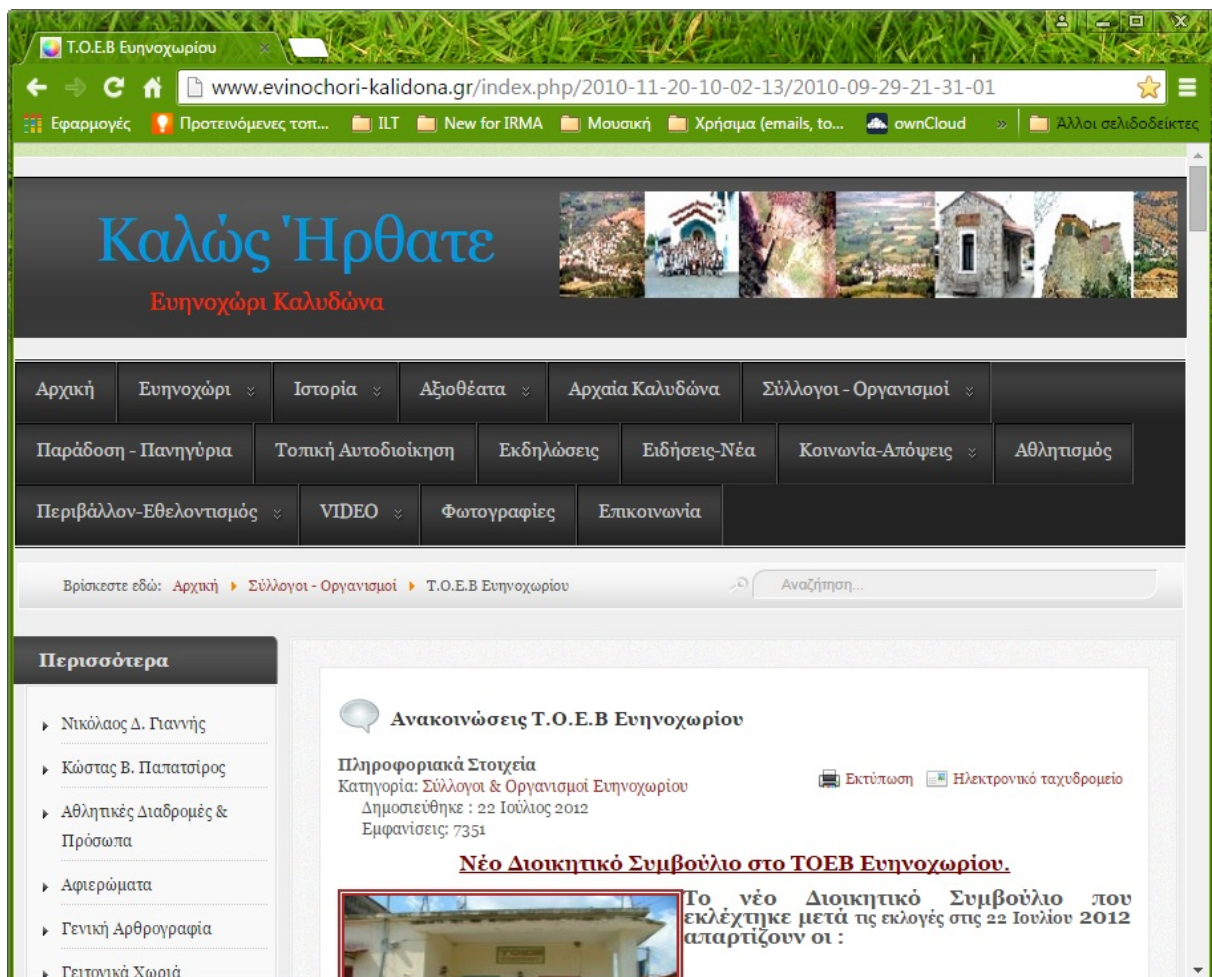 Τ.Ο.Ε.Β Ευηνοχωρίου
www.evinochori-kalidona.gr/index.php/2010-11-20-10-02-13/2010-09-29-21-31-01
Εφαρμογές Προτεινόμενες τοπ... ILT New for IRMA Μουσική Χρήσιμα (emails, to... ownCloud » Άλλοι σελιδοδείκτες
Καλώς Ήρθατε
Ευηνοχώρι Καλυδώνα
Αρχική Ευηνοχώρι Ιστορία Αξιοθέατα Αρχαία Καλυδώνα Σύλλογοι - Οργανισμοί
Παράδοση - Πανηγύρια Τοπική Αυτοδιοίκηση Εκδηλώσεις Ειδήσεις-Νέα Κοινωνία-Απόψεις Αθλητισμός
Περιβάλλον-Εθελοντισμός VIDEO Φωτογραφίες Επικοινωνία
Βρίσκεστε εδώ: Αρχική Σύλλογοι - Οργανισμοί Τ.Ο.Ε.Β Ευηνοχωρίου Αναζήτηση...
Περισσότερα
Νικόλαος Δ. Γιαννής
Κώστας Β. Παπατσίρος
Αθλητικές Διαδρομές &
Πρόσωπα
Αφιερώματα
Γενική Αρθρογραφία
Γειτονικά Χωριά
Ανακοινώσεις Τ.Ο.Ε.Β Ευηνοχωρίου
Πληροφοριακά Στοιχεία
Κατηγορία: Σύλλογοι & Οργανισμοί Ευηνοχωρίου
Εκτύπωση Ηλεκτρονικό ταχυδρομείο
Δημοσιεύθηκε : 22 Ιούλιος 2012
Εμφανίσεις: 7351
Νέο Διοικητικό Συμβούλιο στο ΤΟΕΒ Ευηνοχωρίου.
Το νέο Διοικητικό Συμβούλιο που
εκλέχτηκε μετά τις εκλογές στις 22 Ιουλίου 2012
απαρτίζουν οι :
ΤΟΕΒ